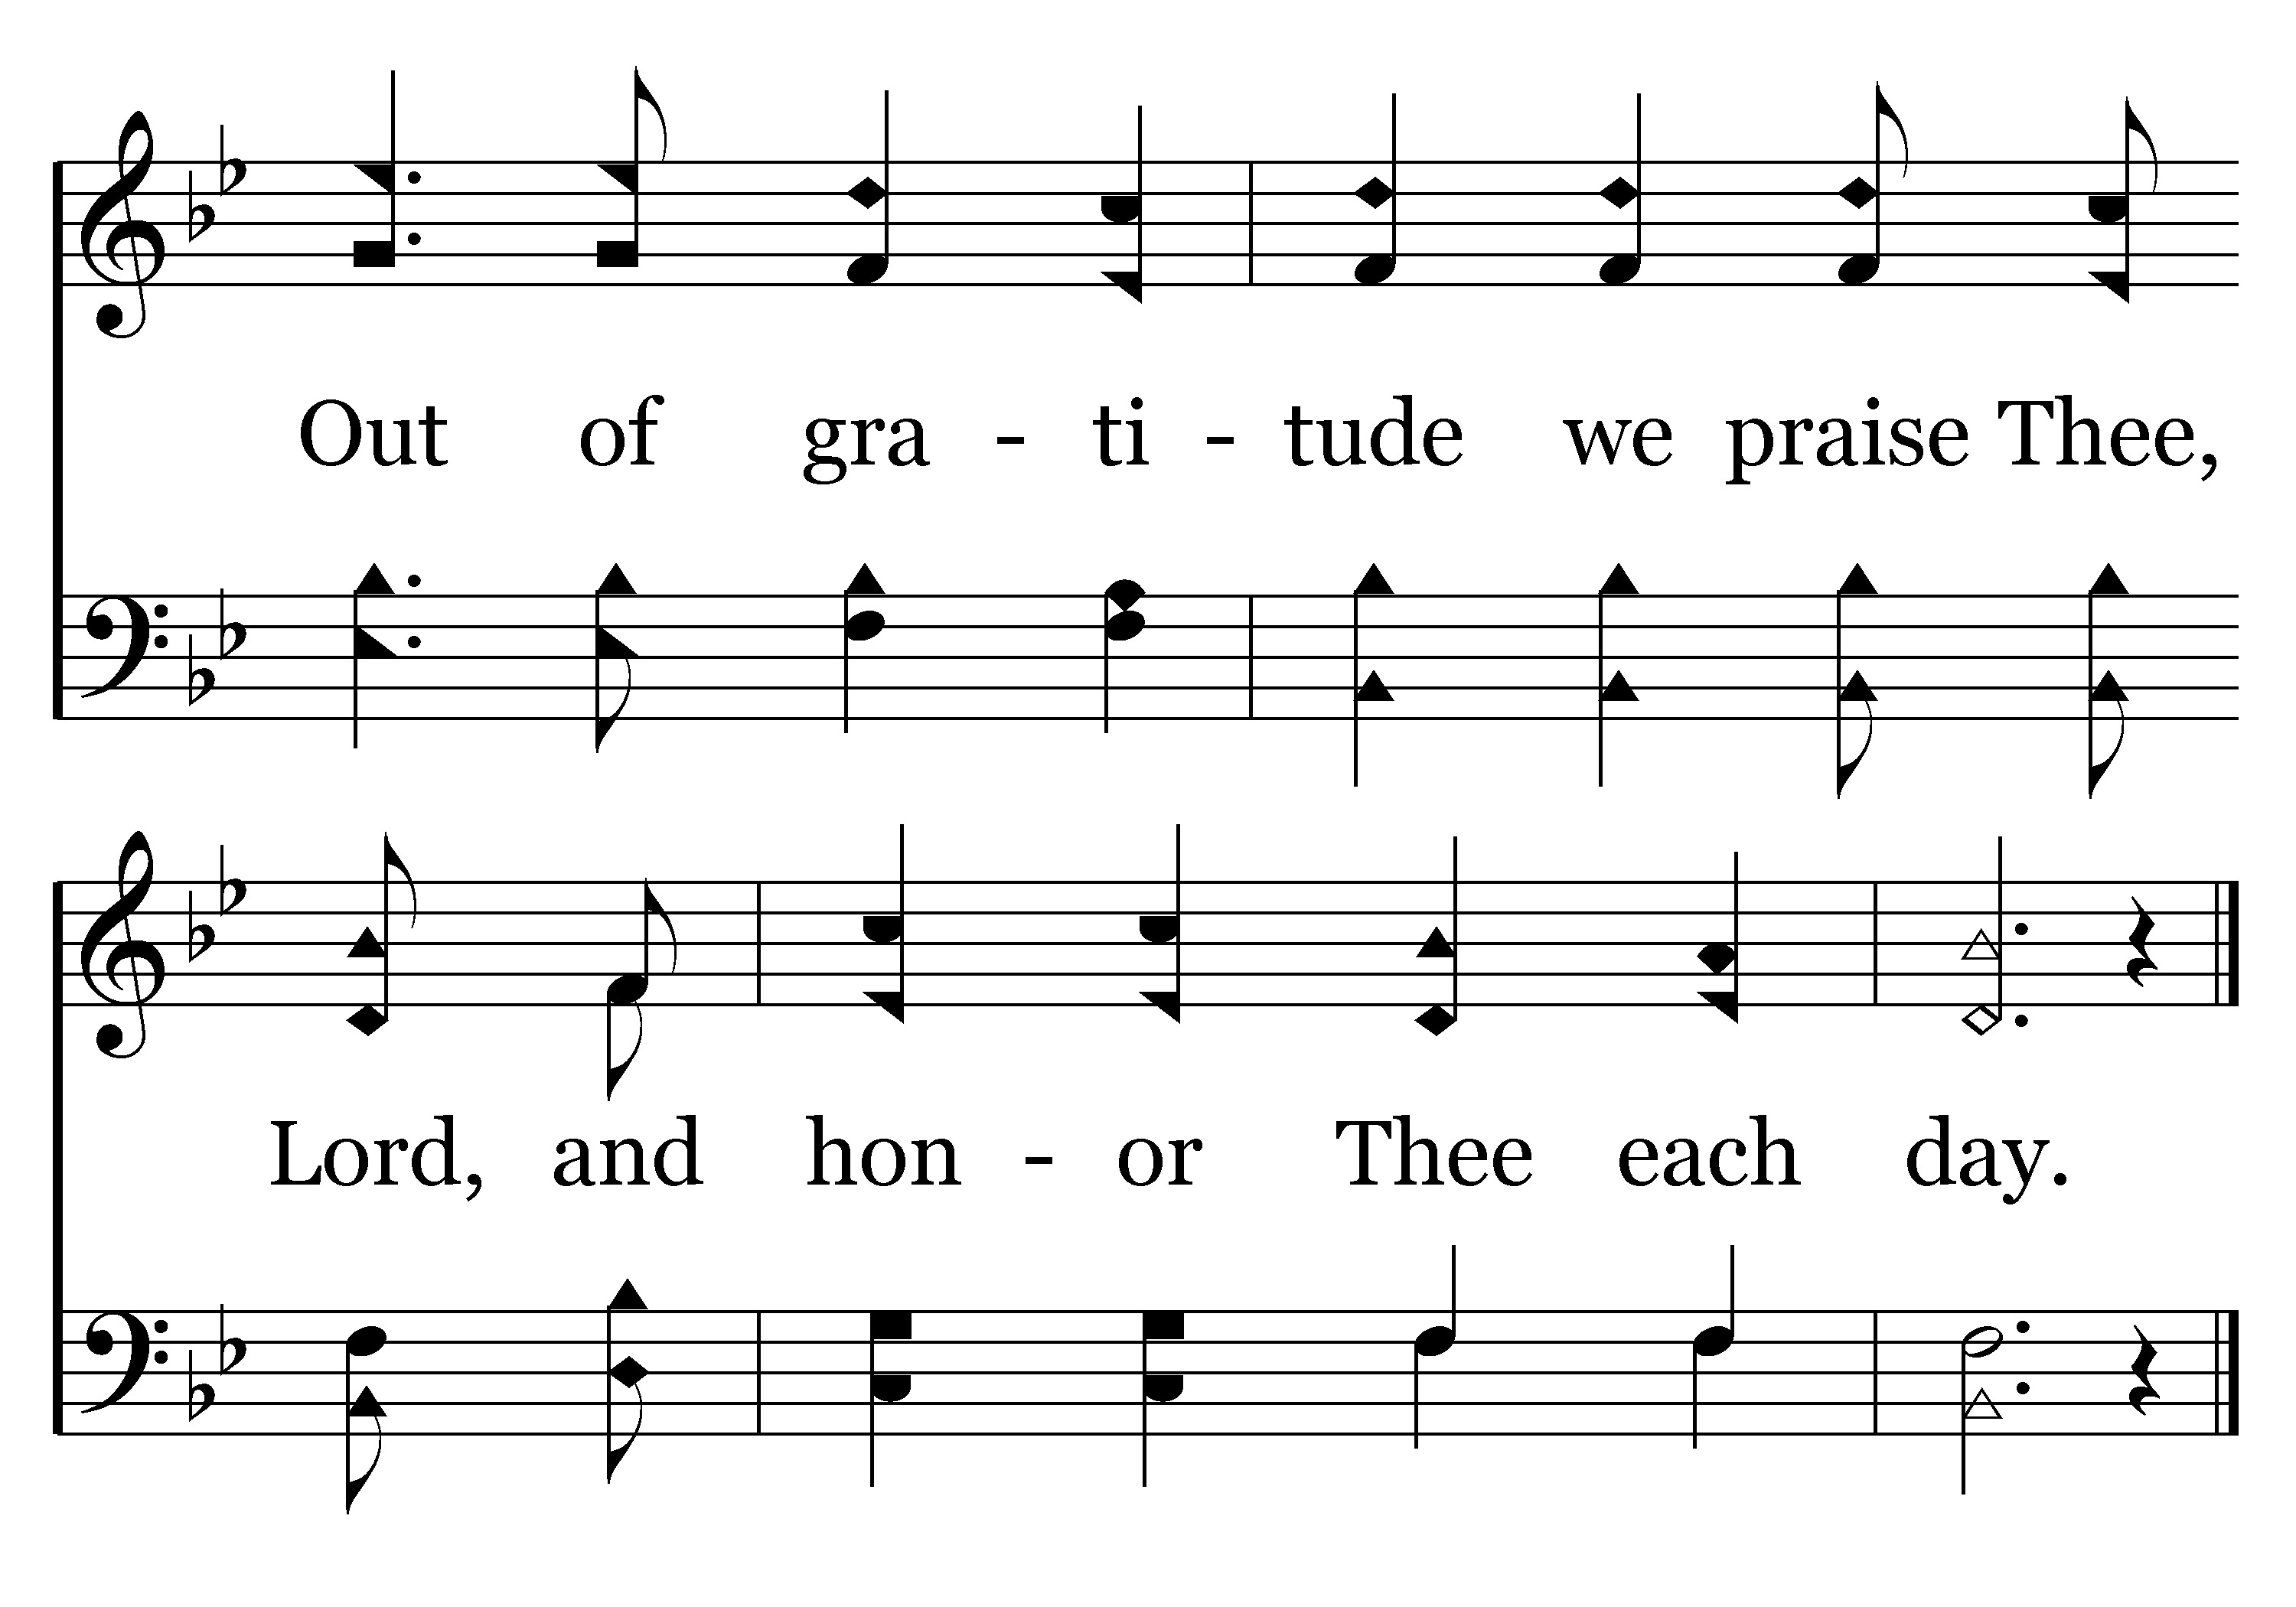 Out of gra - ti - tude we praise Thee,
Lord, and hon - or Thee each day.